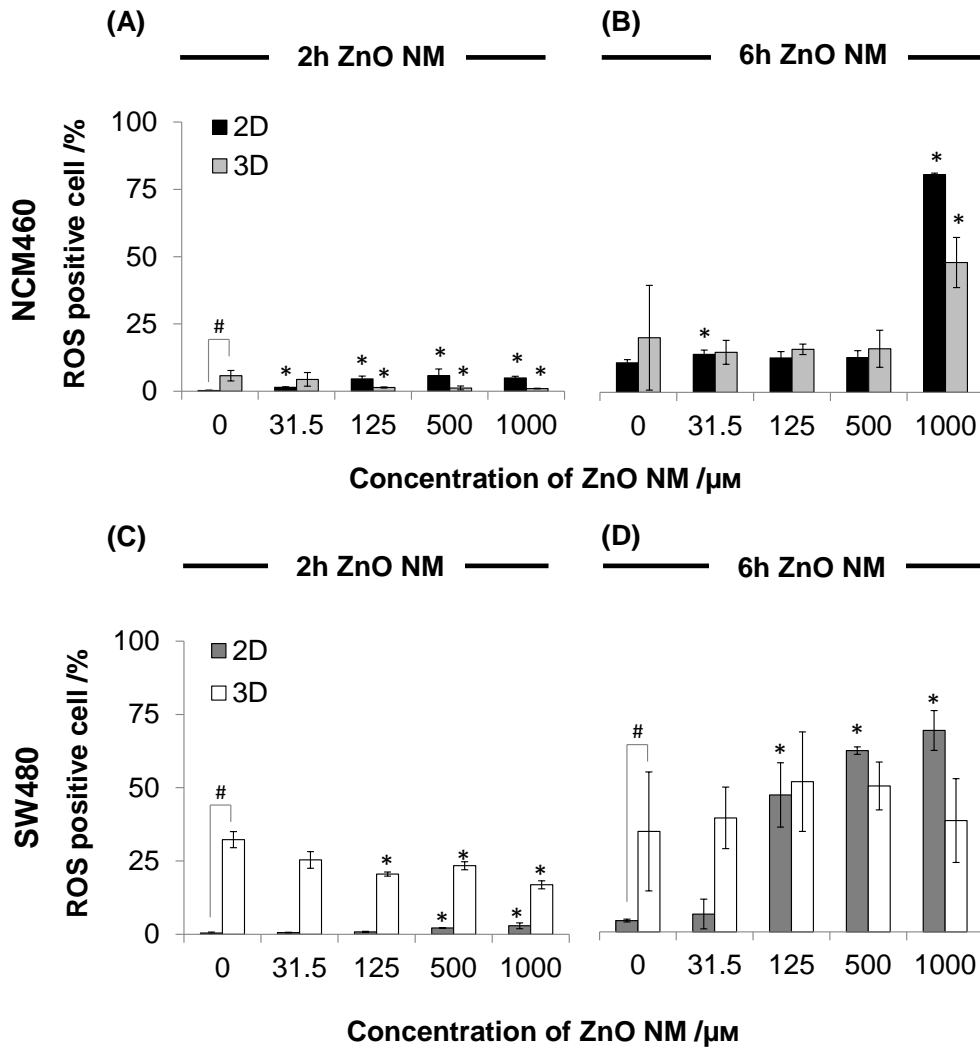 (A)
(B)
2h ZnO NM
6h ZnO NM
NCM460
ROS positive cell /%
100
75
50
25
0
2D
3D
#
*
*
*
*
*
*
*
*
*
*
0 31.5 125 500 1000
0 31.5 125 500 1000
Concentration of ZnO NM /µM
(C)
(D)
2h ZnO NM
6h ZnO NM
SW480
ROS positive cell /%
100
75
50
25
0
2D
3D
#
*
*
*
*
*
#
*
*
*
0 31.5 125 500 1000
0 31.5 125 500 1000
Concentration of ZnO NM /µM